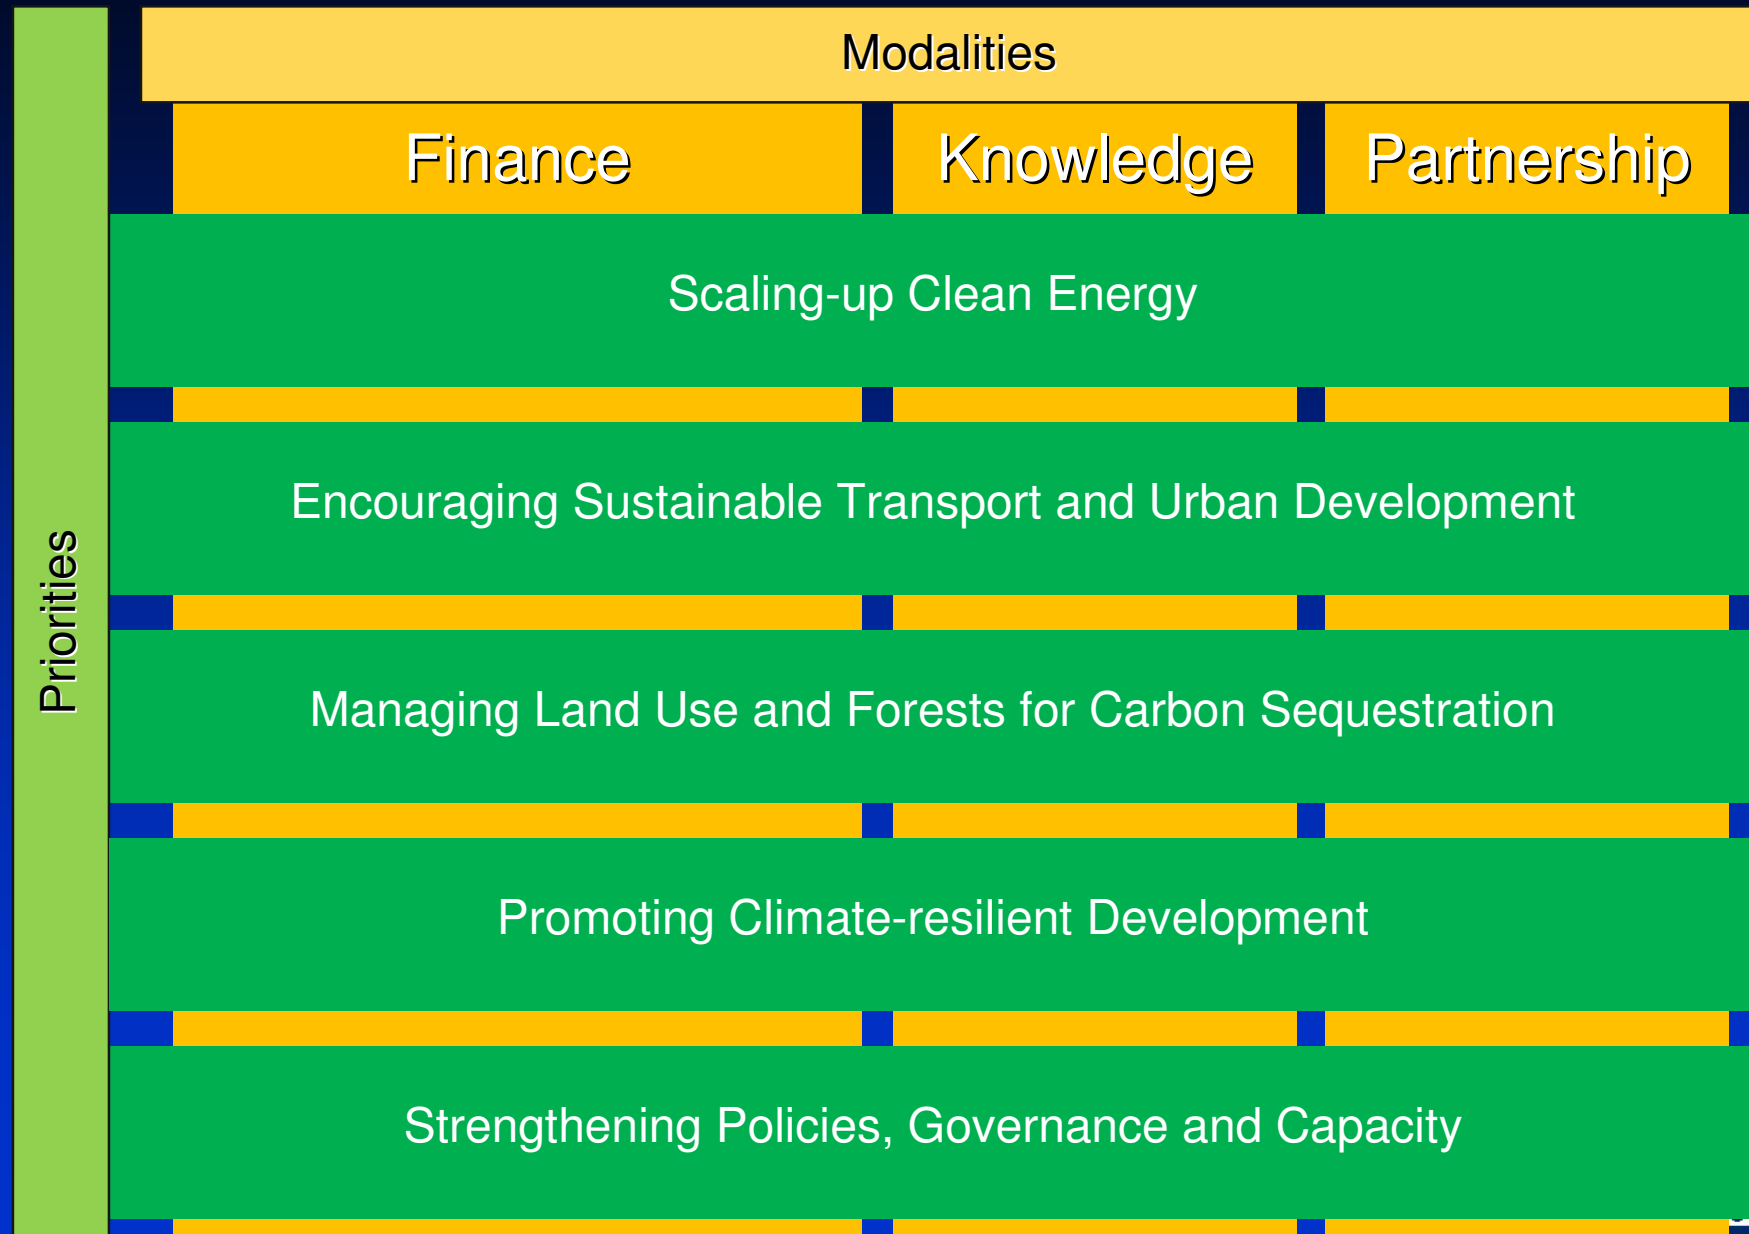 Modalities
Finance
Knowledge
Partnership
Priorities
Scaling-up Clean Energy
Encouraging Sustainable Transport and Urban Development
Managing Land Use and Forests for Carbon Sequestration
Promoting Climate-resilient Development
Strengthening Policies, Governance and Capacity